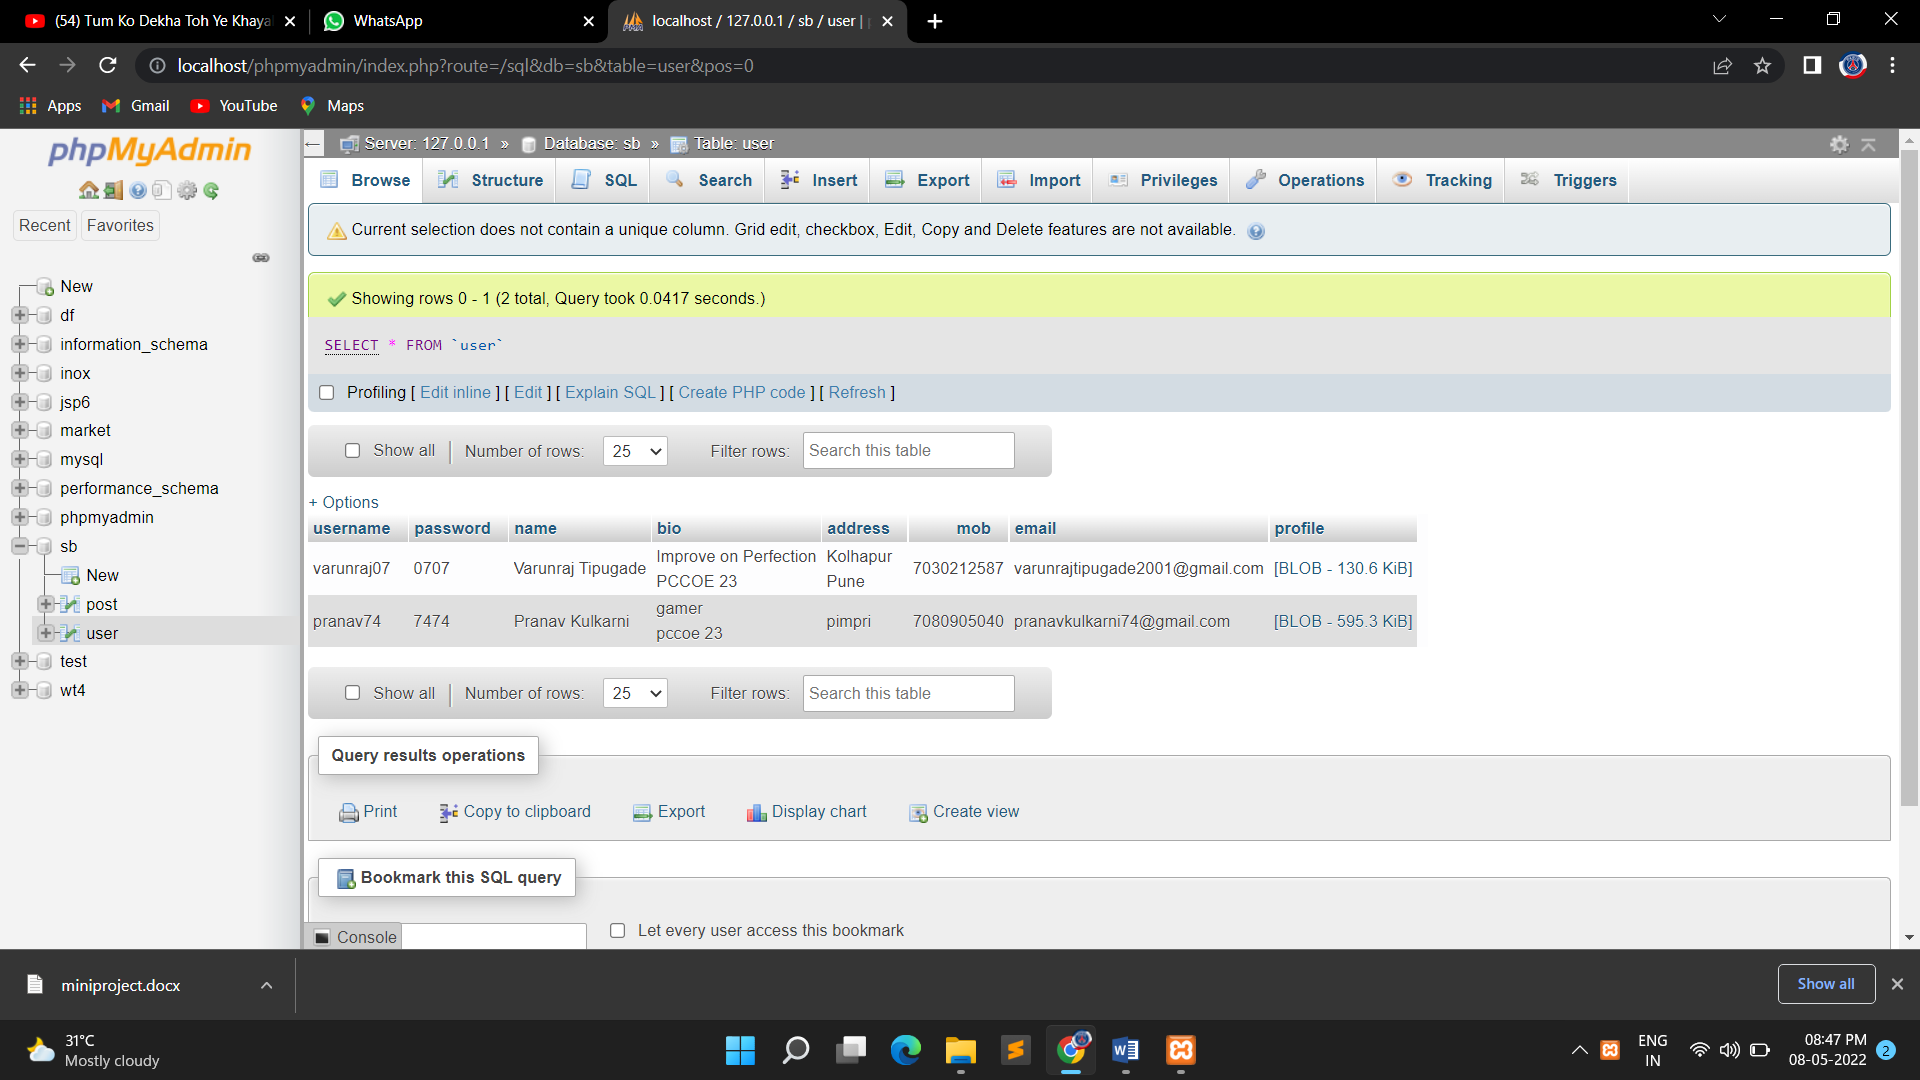 (54) Tum Ko Dekha Toh Ye Khaya
WhatsApp
localhost / 127.0.0.1 / sb / user |
localhost/phpmyadmin/index.php?route=/sql&db=sb&table=user&pos=0
Apps Gmail YouTube Maps
phpMyAdmin
Recent Favorites
New
df
information_schema
inox
jsp6
market
mysql
performance_schema
phpmyadmin
sb
New
post
user
test
wt4
Server: 127.0.0.1 » Database: sb » Table: user
Browse Structure SQL Search Insert Export Import Privileges Operations Tracking Triggers
Current selection does not contain a unique column. Grid edit, checkbox, Edit, Copy and Delete features are not available.
Showing rows 0 - 1 (2 total, Query took 0.0417 seconds.)
SELECT * FROM `user`
Profiling [ Edit inline ] [ Edit ] [ Explain SQL ] [ Create PHP code ] [ Refresh ]
Show all | Number of rows: 25 Filter rows: Search this table
+ Options
username password name bio address mob email profile
varunraj07 0707 Varunraj Tipugade Improve on Perfection PCCOE 23 Kolhapur Pune 7030212587 varunrajtipugade2001@gmail.com [BLOB - 130.6 KiB]
pranav74 7474 Pranav Kulkarni gamer pccoe 23 pimpri 7080905040 pranavkulkarni74@gmail.com [BLOB - 595.3 KiB]
Show all | Number of rows: 25 Filter rows: Search this table
Query results operations
Print Copy to clipboard Export Display chart Create view
Bookmark this SQL query
Console
Let every user access this bookmark
miniproject.docx
Show all
31°C
Mostly cloudy
ENG
IN
08:47 PM
08-05-2022
2